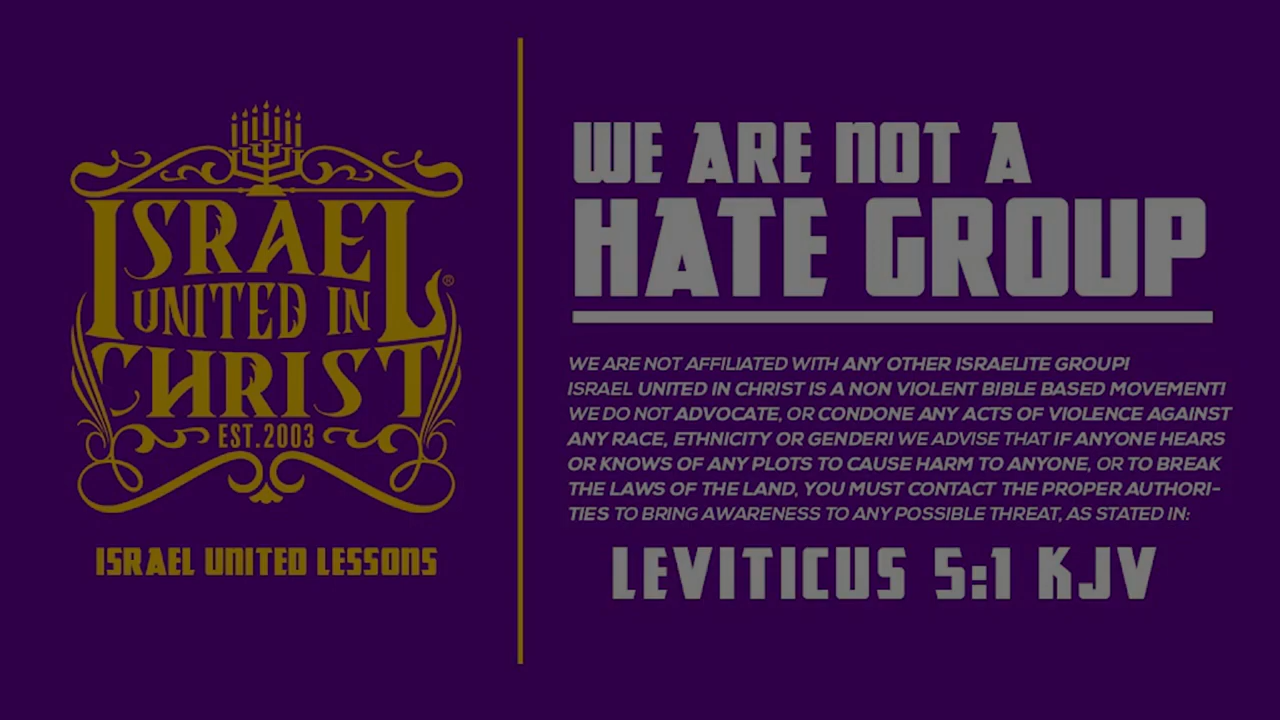 ISRAEL
UNITED IN
CHRIST
®
EST.2003
ISRAEL UNITED LESSONS
WE ARE NOT A
HATE GROUP
WE ARE NOT AFFILIATED WITH ANY OTHER ISRAELITE GROUP!
ISRAEL UNITED IN CHRIST IS A NON VIOLENT BIBLE BASED MOVEMENT!
WE DO NOT ADVOCATE, OR CONDONE ANY ACTS OF VIOLENCE AGAINST
ANY RACE, ETHNICITY OR GENDER! WE ADVISE THAT IF ANYONE HEARS
OR KNOWS OF ANY PLOTS TO CAUSE HARM TO ANYONE, OR TO BREAK
THE LAWS OF THE LAND, YOU MUST CONTACT THE PROPER AUTHORI-
TIES TO BRING AWARENESS TO ANY POSSIBLE THREAT, AS STATED IN:
LEVITICUS 5:1 KJV